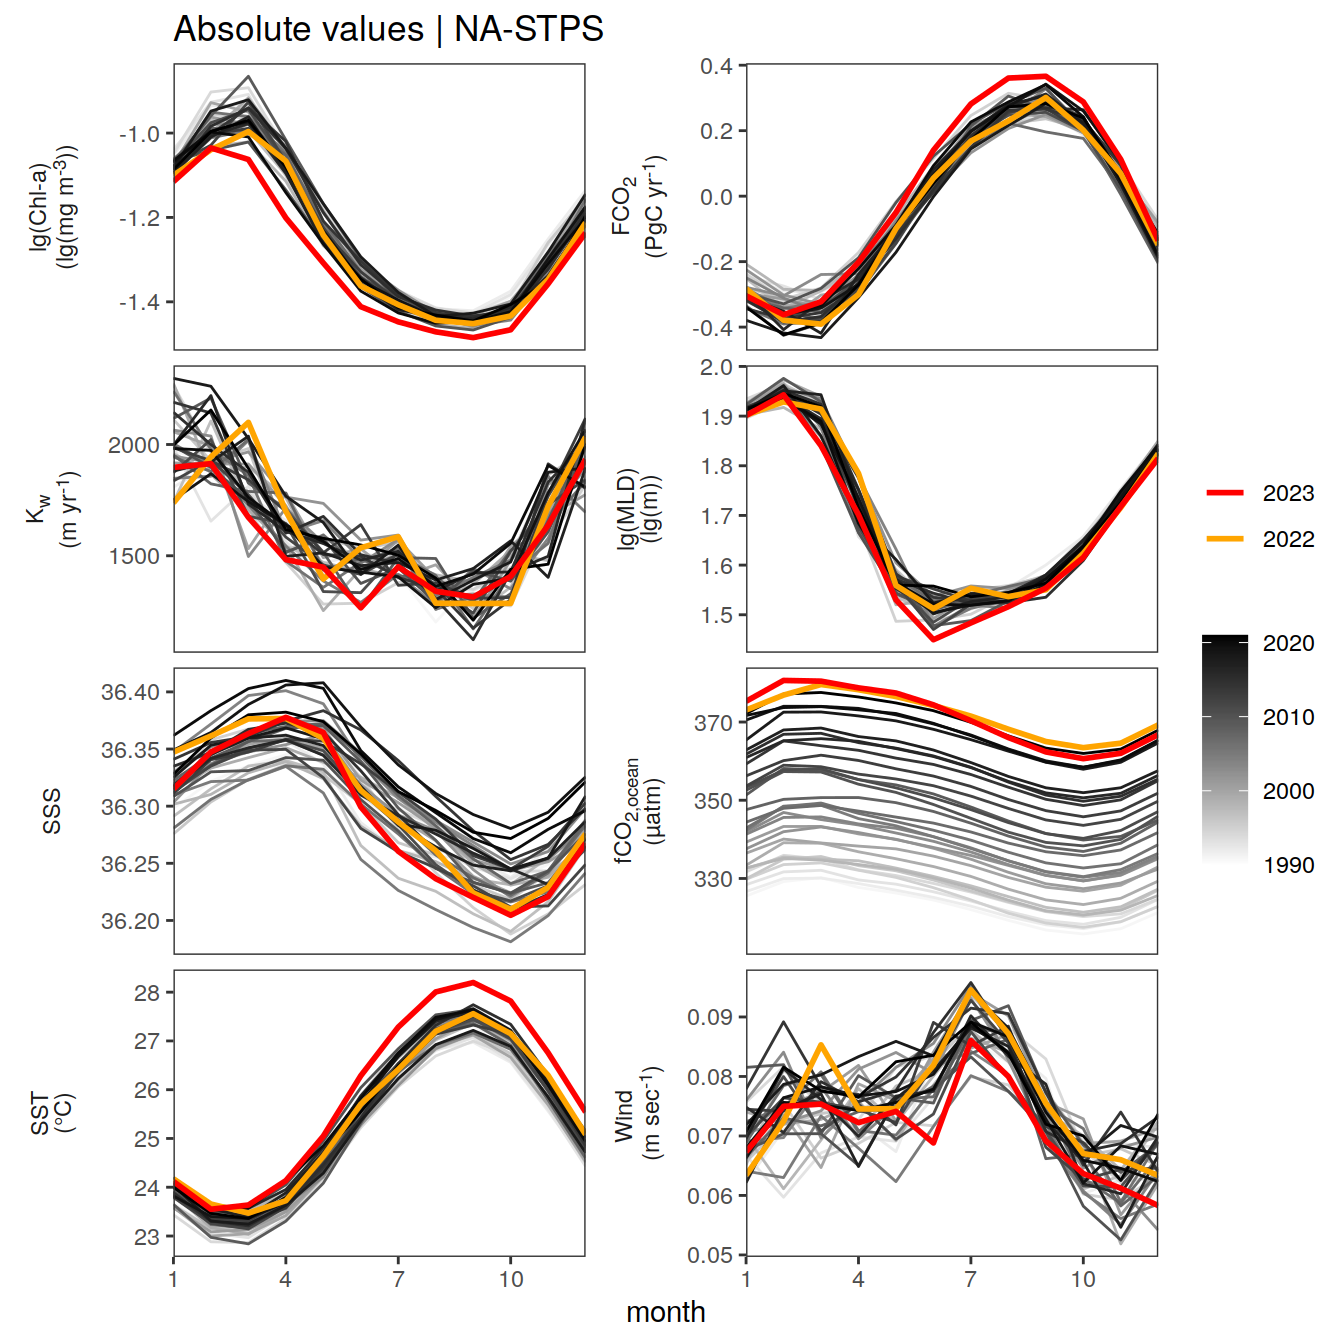 Absolute values | NA-STPS
lg(Chl-a)
(lg(mg m-3))
-1.0
-1.2
-1.4
FCO2
(PgC yr-1)
0.4
0.2
0.0
-0.2
-0.4
Kw
(m yr-1)
2000
1500
lg(MLD)
(lg(m))
2.0
1.9
1.8
1.7
1.6
1.5
SSS
36.40
36.35
36.30
36.25
36.20
fCO2,ocean
(µatm)
370
350
330
SST
(°C)
28
27
26
25
24
23
Wind
(m sec-1)
0.09
0.08
0.07
0.06
0.05
1 4 7 10
1 4 7 10
month
2023
2022
2020
2010
2000
1990